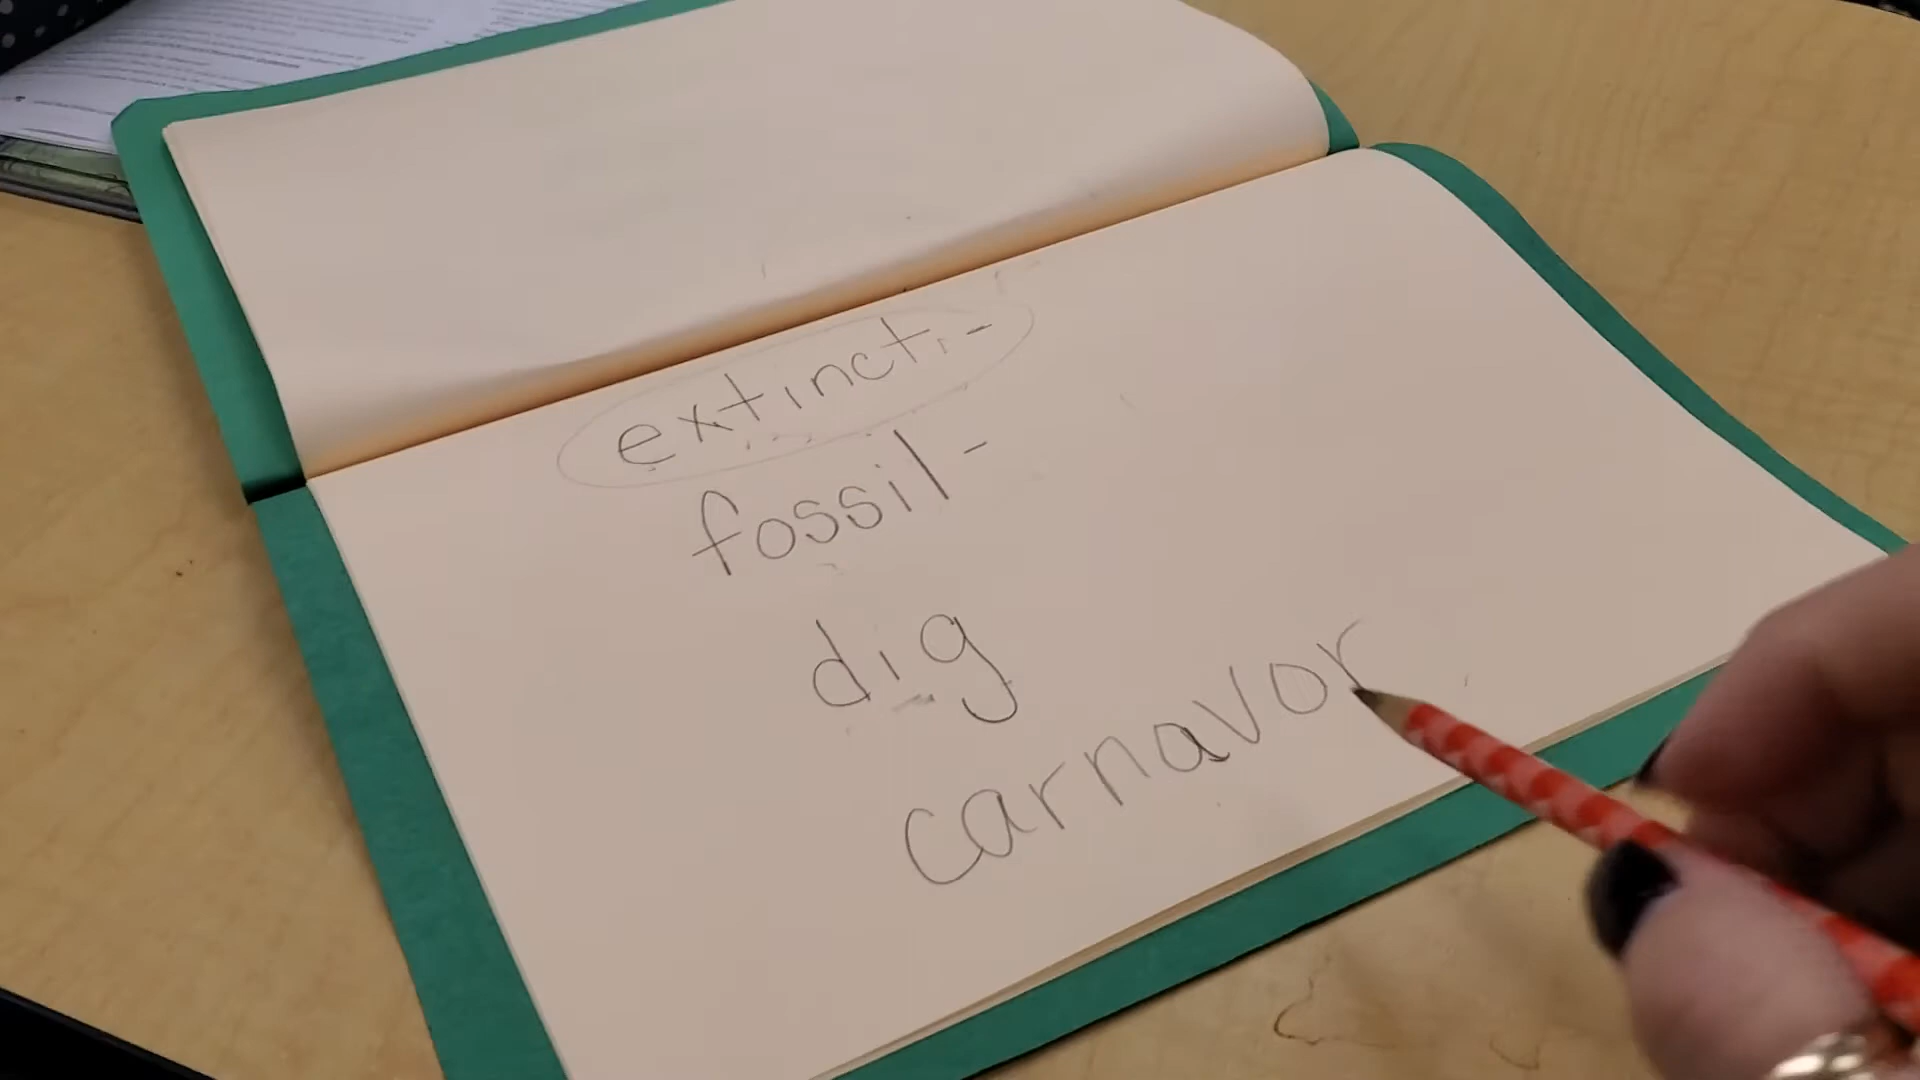 extinct -
fossil -
dig
carnavor